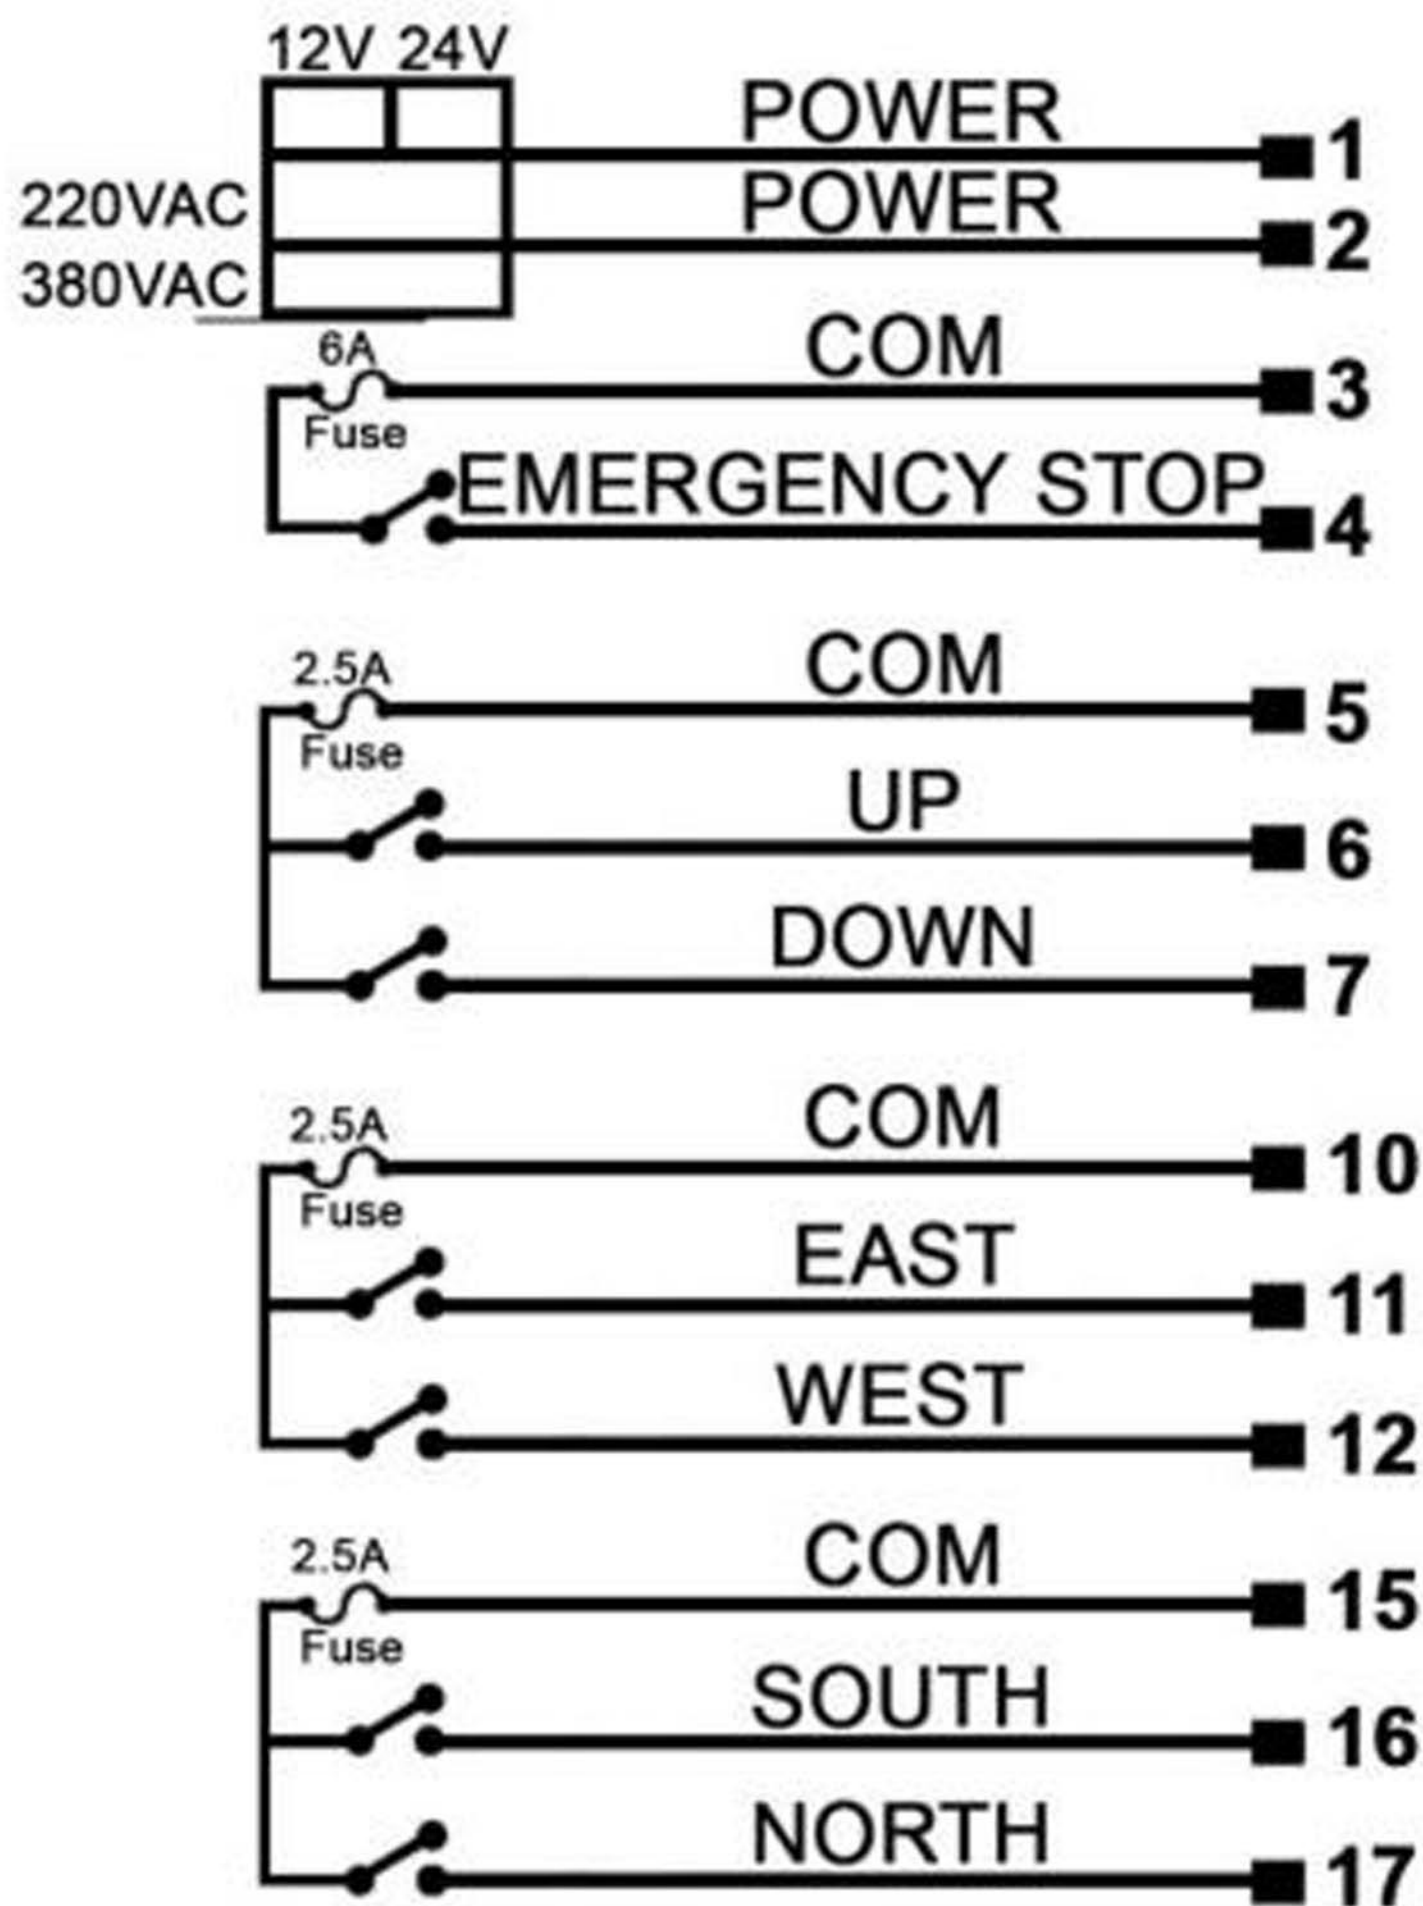 12V 24V
POWER 1
220VAC POWER 2
380VAC
6A COM 3
Fuse
EMERGENCY STOP 4
2.5A COM 5
Fuse
UP 6
DOWN 7
2.5A COM 10
Fuse
EAST 11
WEST 12
2.5A COM 15
Fuse
SOUTH 16
NORTH 17